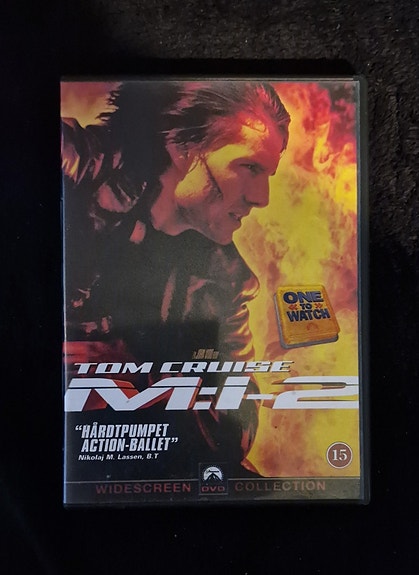 ONE
TO
WATCH
TOM CRUISE
M:I-2
"HÅRDTPUMPET
ACTION-BALLET"
Nikolaj M. Lassen, B.T
15
WIDESCREEN DVD COLLECTION